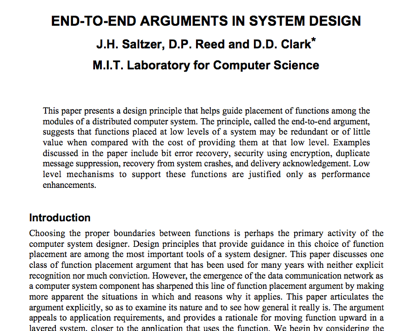 END-TO-END ARGUMENTS IN SYSTEM DESIGN
J.H. Saltzer, D.P. Reed and D.D. Clark*
M.I.T. Laboratory for Computer Science
This paper presents a design principle that helps guide placement of functions among the
modules of a distributed computer system. The principle, called the end-to-end argument,
suggests that functions placed at low levels of a system may be redundant or of little
value when compared with the cost of providing them at that low level. Examples
discussed in the paper include bit error recovery, security using encryption, duplicate
message suppression, recovery from system crashes, and delivery acknowledgement. Low
level mechanisms to support these functions are justified only as performance
enhancements.
Introduction
Choosing the proper boundaries between functions is perhaps the primary activity of the
computer system designer. Design principles that provide guidance in this choice of function
placement are among the most important tools of a system designer. This paper discusses one
class of function placement argument that has been used for many years with neither explicit
recognition nor much conviction. However, the emergence of the data communication network as
a computer system component has sharpened this line of function placement argument by making
more apparent the situations in which and reasons why it applies. This paper articulates the
argument explicitly, so as to examine its nature and to see how general it really is. The argument
appeals to application requirements, and provides a rationale for moving function upward in a
layered system, closer to the application that uses the function. We begin by considering the